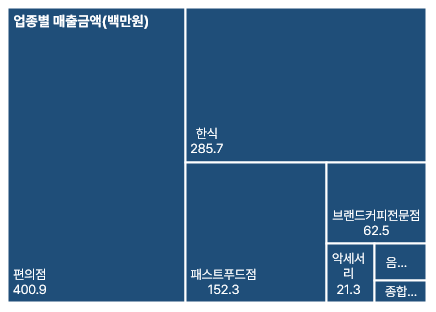 업종별 매출금액(백만원)
한식
285.7
편의점
400.9
패스트푸드점
152.3
브랜드커피전문점
62.5
악세서
리
21.3
음...
종합...